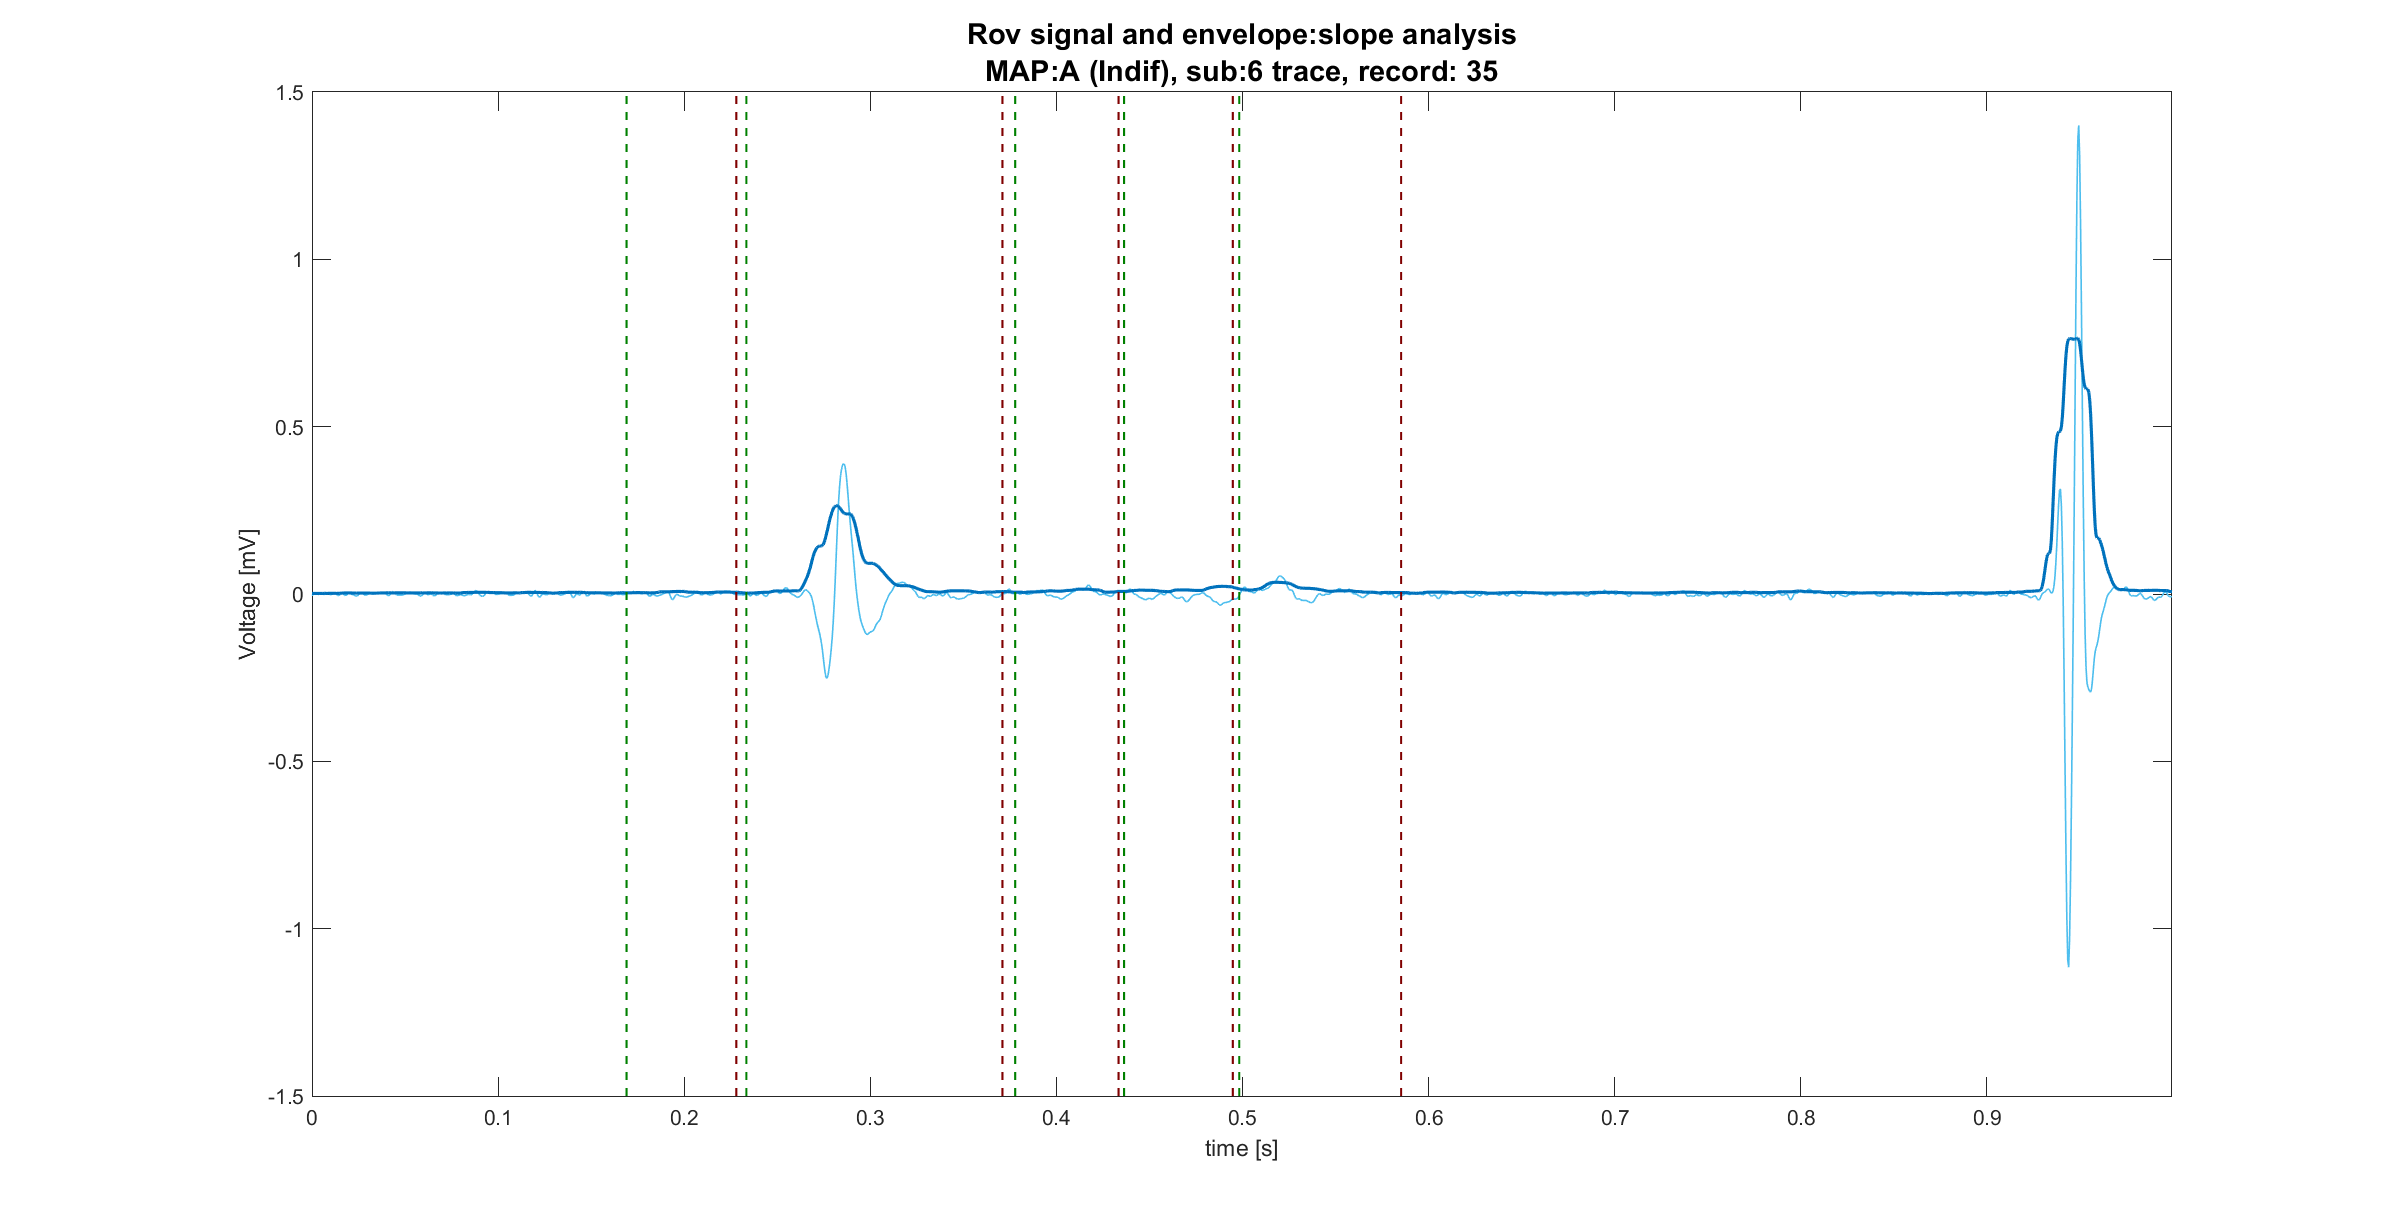 Rov signal and envelope:slope analysis
MAP:A (Indif), sub:6 trace, record: 35
1.5
1
0.5
0
-0.5
-1
-1.5
Voltage [mV]
0 0.1 0.2 0.3 0.4 0.5 0.6 0.7 0.8 0.9
time [s]